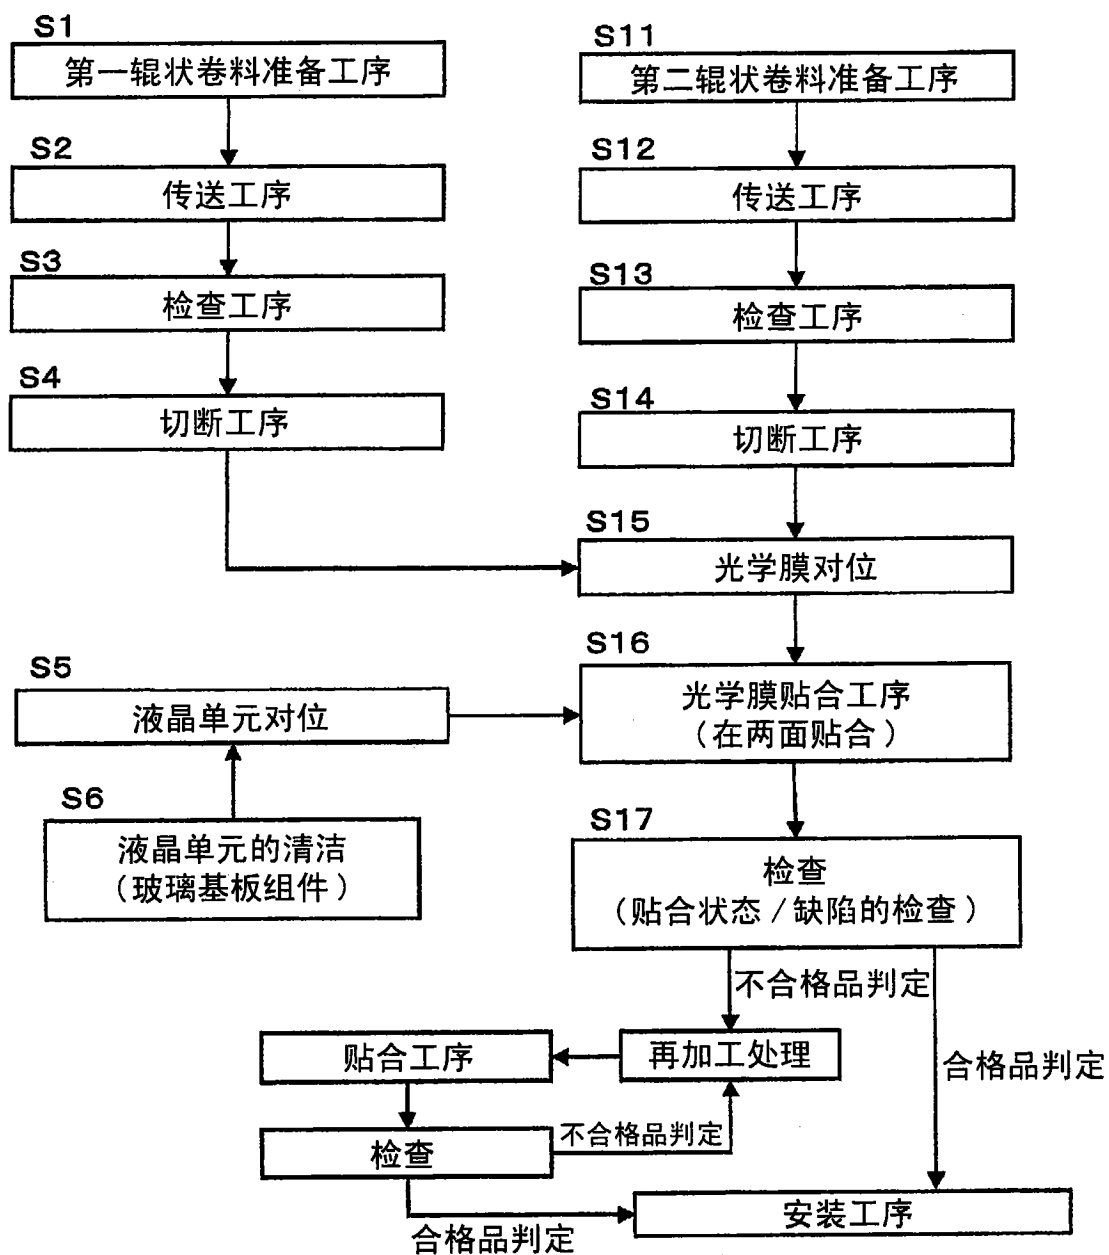 S1
第一辊状卷料准备工序
S2
传送工序
S3
检查工序
S4
切断工序
S11
第二辊状卷料准备工序
S12
传送工序
S13
检查工序
S14
切断工序
S15
光学膜对位
S5
液晶单元对位
S6
液晶单元的清洁
（玻璃基板组件）
S16
光学膜贴合工序
（在两面贴合）
S17
检查
（贴合状态/缺陷的检查）
不合格品判定
合格品判定
再加工处理
贴合工序
检查
不合格品判定
合格品判定
安装工序